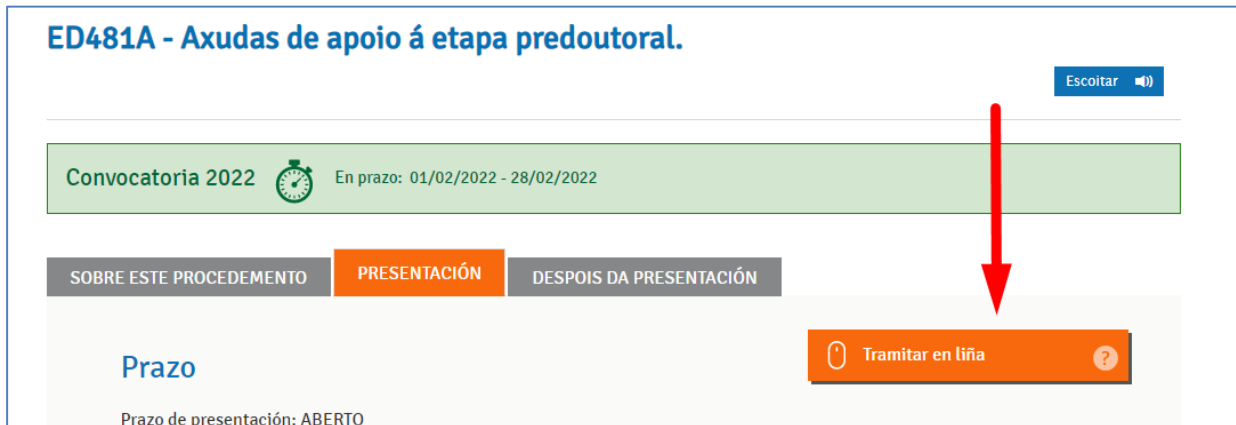 ED481A - Axudas de apoio á etapa predoutoral.
Escoitar
Convocatoria 2022 En prazo: 01/02/2022 - 28/02/2022
SOBRE ESTE PROCEDEMENTO PRESENTACIÓN DESPOIS DA PRESENTACIÓN
Tramitar en liña ?
Prazo
Prazo de presentación: ABERTO